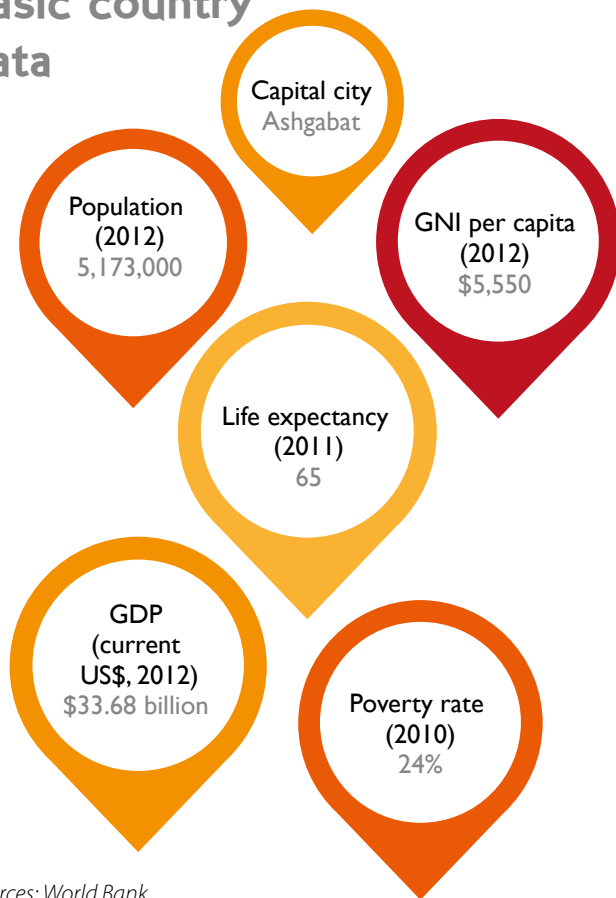 asic country
ata
Capital city
Ashgabat
Population
(2012)
5,173,000
GNI per capita
(2012)
$5,550
Life expectancy
(2011)
65
GDP
(current
US$, 2012)
$33.68 billion
Poverty rate
(2010)
24%
rces: World Bank